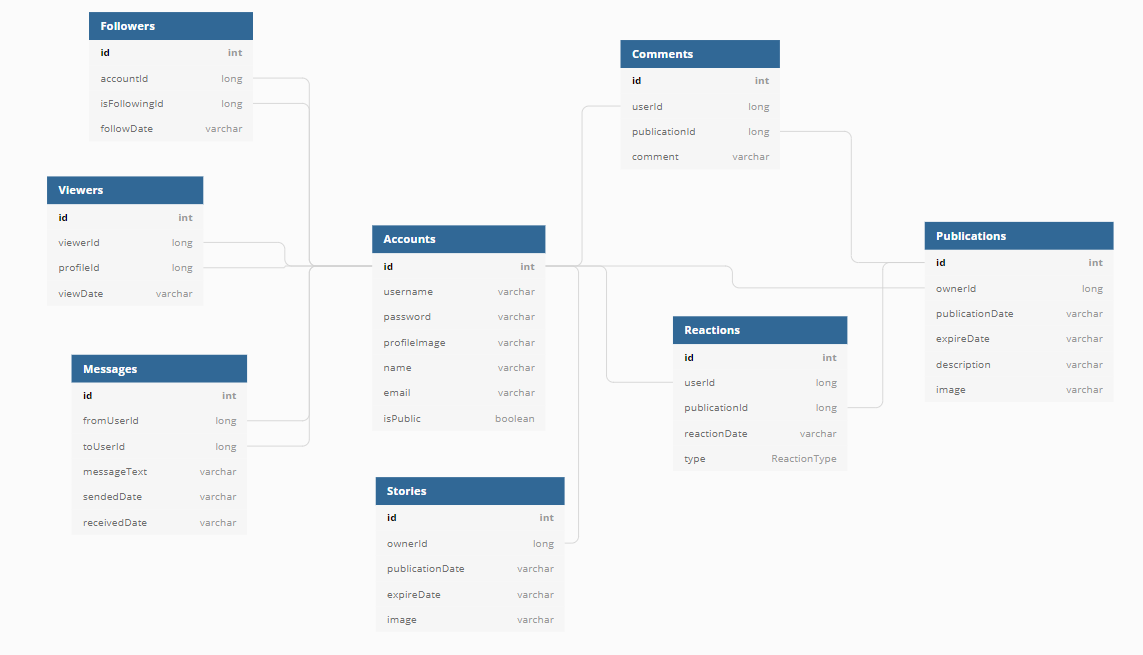 Followers
id int
accountId long
isFollowingId long
followDate varchar
Viewers
id int
viewerId long
profileId long
viewDate varchar
Messages
id int
fromUserId long
toUserId long
messageText varchar
sendedDate varchar
receivedDate varchar
Accounts
id int
username varchar
password varchar
profileImage varchar
name varchar
email varchar
isPublic boolean
Stories
id int
ownerId long
publicationDate varchar
expireDate varchar
image varchar
Comments
id int
userId long
publicationId long
comment varchar
Reactions
id int
userId long
publicationId long
reactionDate varchar
type ReactionType
Publications
id int
ownerId long
publicationDate varchar
expireDate varchar
description varchar
image varchar